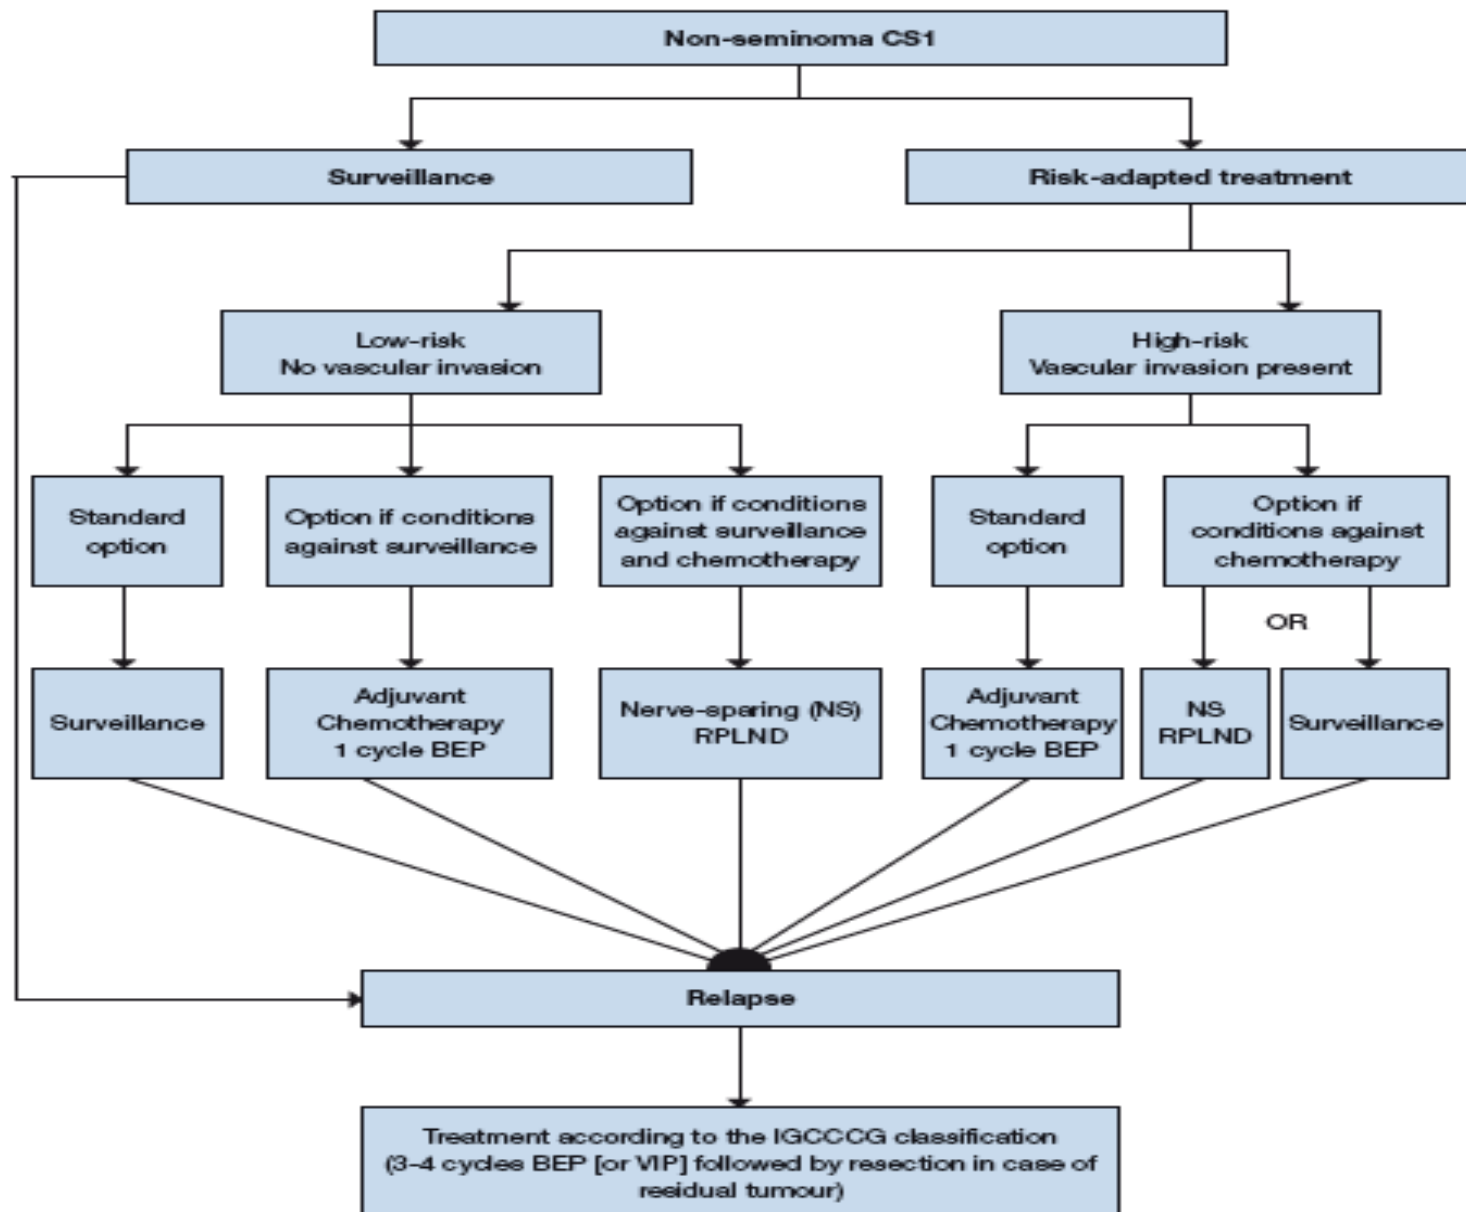 Non-seminoma CS1
Surveillance
Risk-adapted treatment
Low-risk
No vascular invasion
High-risk
Vascular invasion present
Standard
option
Option if conditions
against surveillance
Option if conditions
against surveillance
and chemotherapy
Standard
option
Option if
conditions against
chemotherapy
OR
Surveillance
Adjuvant
Chemotherapy
1 cycle BEP
Nerve-sparing (NS)
RPLND
Adjuvant
Chemotherapy
1 cycle BEP
NS
RPLND
Surveillance
Relapse
Treatment according to the IGCCCG classification
(3-4 cycles BEP [or VIP] followed by resection in case of
residual tumour)